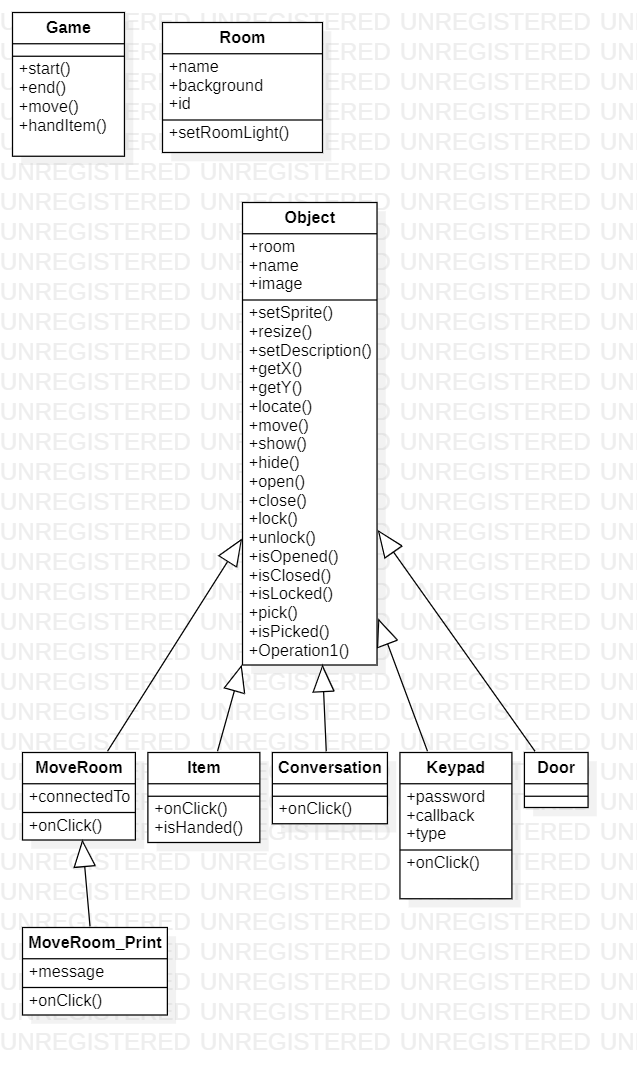 Game
+start()
+end()
+move()
+handItem()
Room
+name
+background
+id
+setRoomLight()
Object
+room
+name
+image
+setSprite()
+resize()
+setDescription()
+getX()
+getY()
+locate()
+move()
+show()
+hide()
+open()
+close()
+lock()
+unlock()
+isOpened()
+isClosed()
+isLocked()
+pick()
+isPicked()
+Operation1()
MoveRoom
+connectedTo
+onClick()
Item
+onClick()
+isHanded()
Conversation
+onClick()
Keypad
+password
+callback
+type
+onClick()
Door
MoveRoom_Print
+message
+onClick()
UNREGISTERED